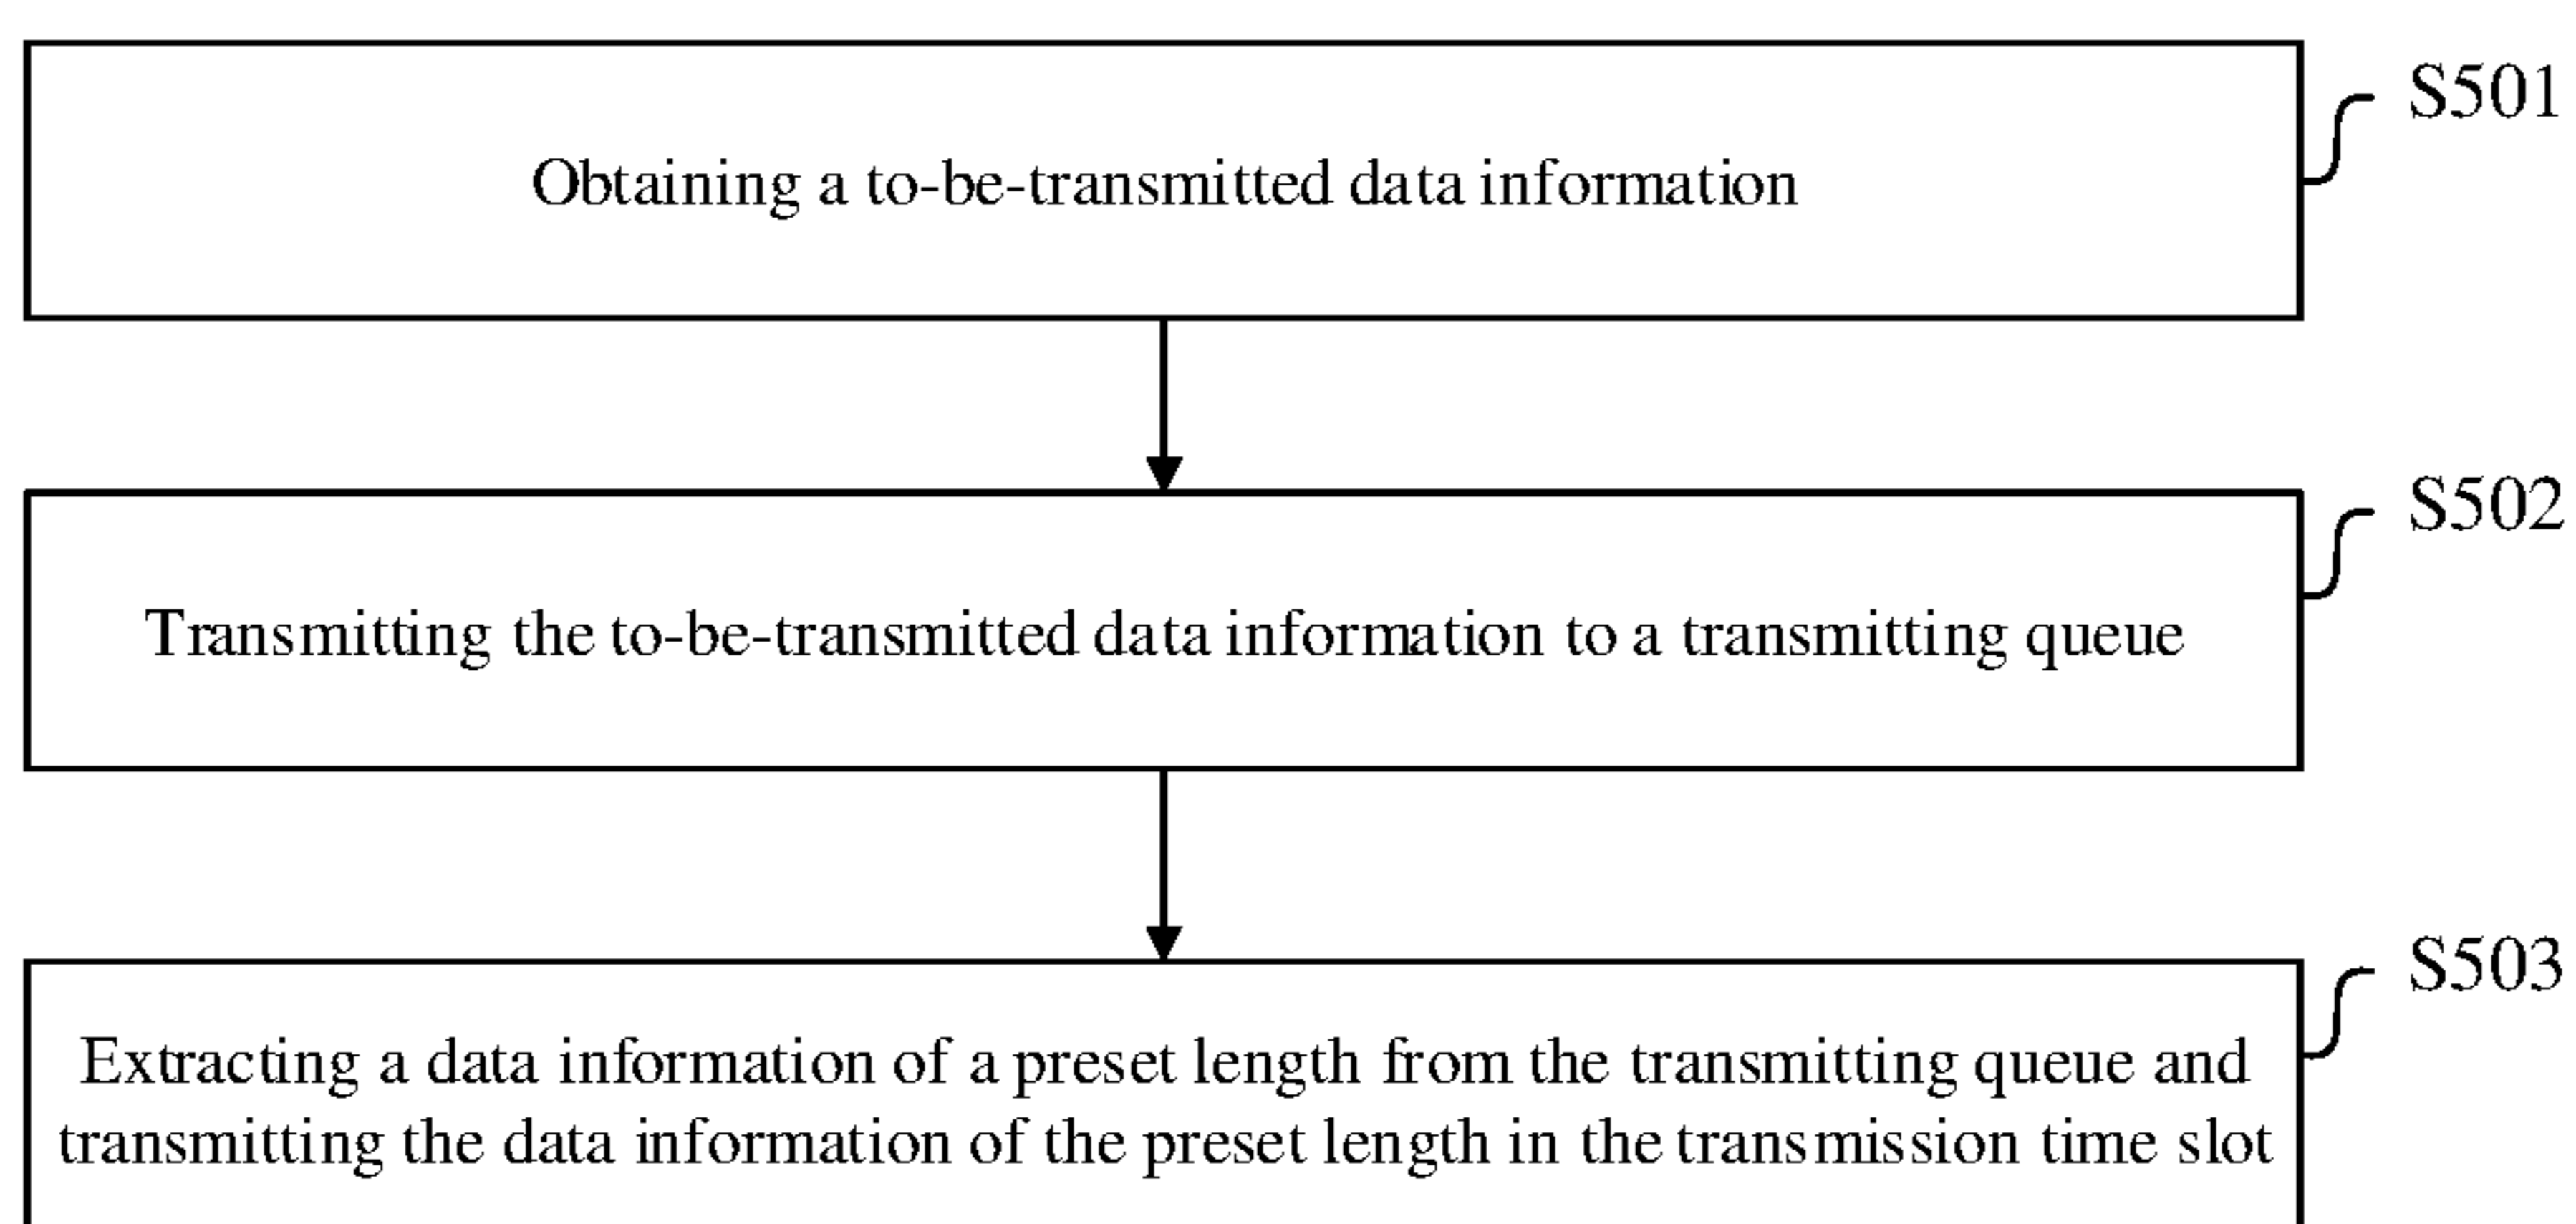 S501
Obtaining a to-be-transmitted data information
S502
Transmitting the to-be-transmitted data information to a transmitting queue
S503
Extracting a data information of a preset length from the transmitting queue and
transmitting the data information of the preset length in the transmission time slot